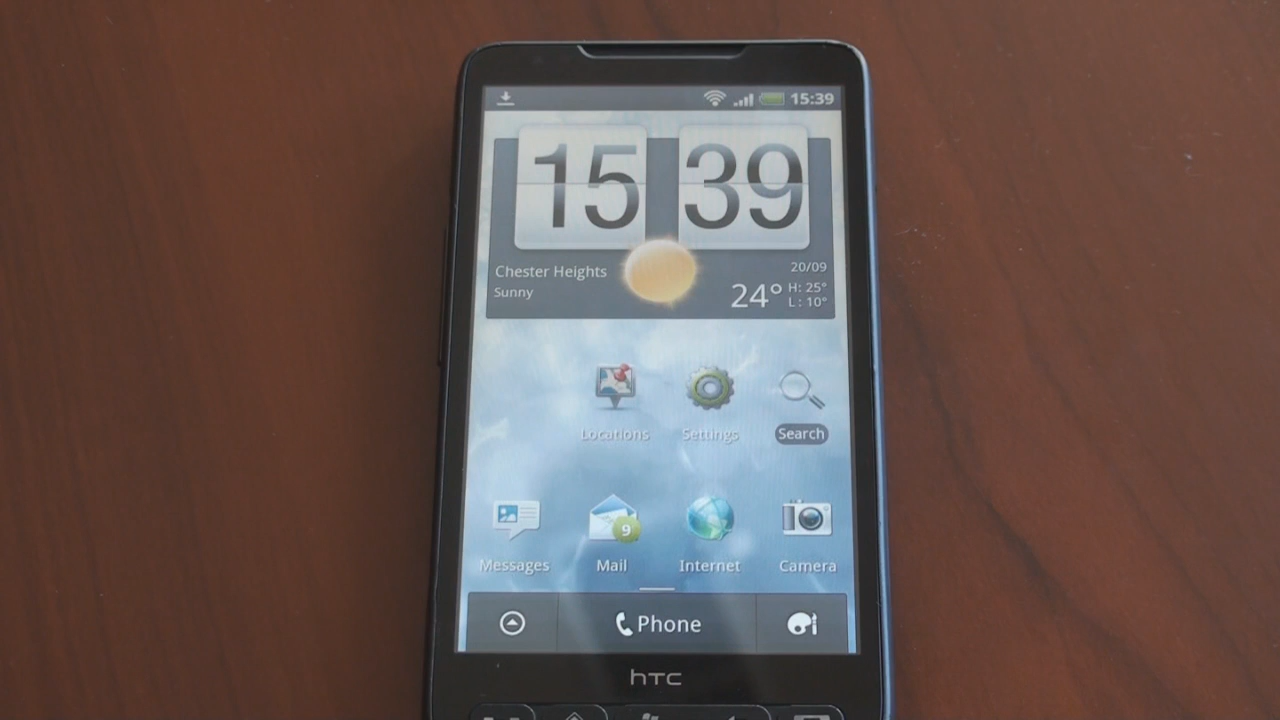 15:39
15 39
Chester Heights
Sunny
20/09
24° H: 25°
L: 10°
Locations Settings Search
Messages Mail 9 Internet Camera
Phone
hTC